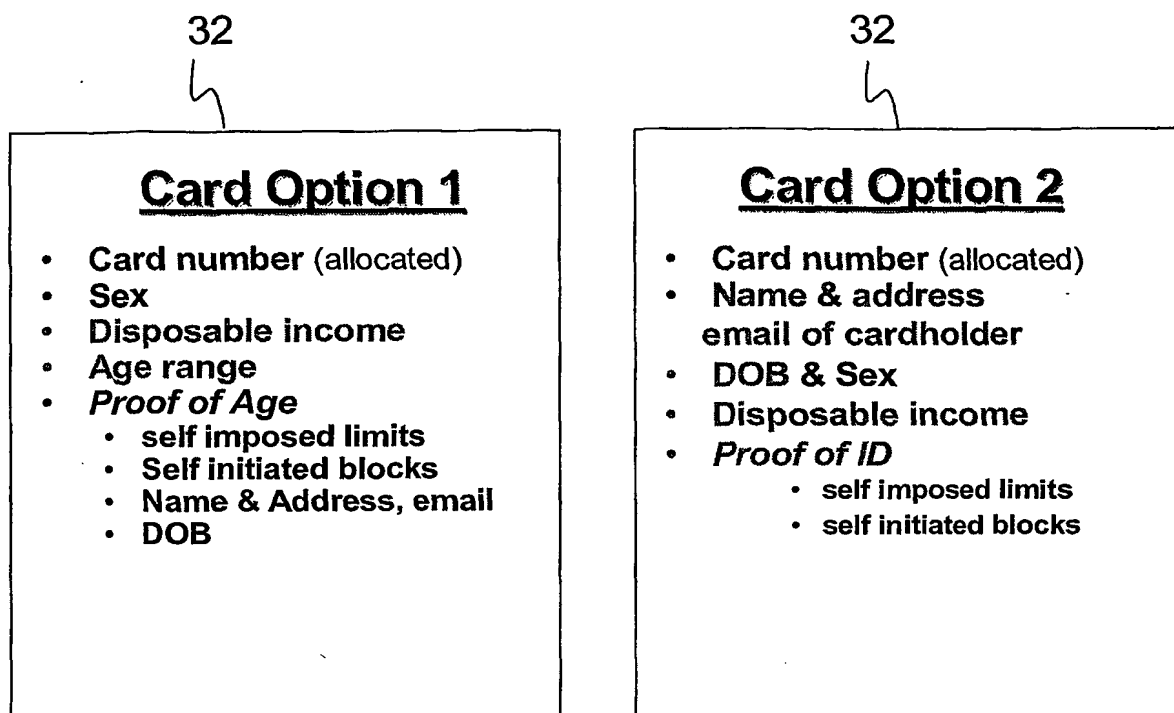 32
Card Option 1
• Card number (allocated)
• Sex
• Disposable income
• Age range
• Proof of Age
• self imposed limits
• Self initiated blocks
• Name & Address, email
• DOB
32
Card Option 2
• Card number (allocated)
• Name & address
email of cardholder
• DOB & Sex
• Disposable income
• Proof of ID
• self imposed limits
• self initiated blocks